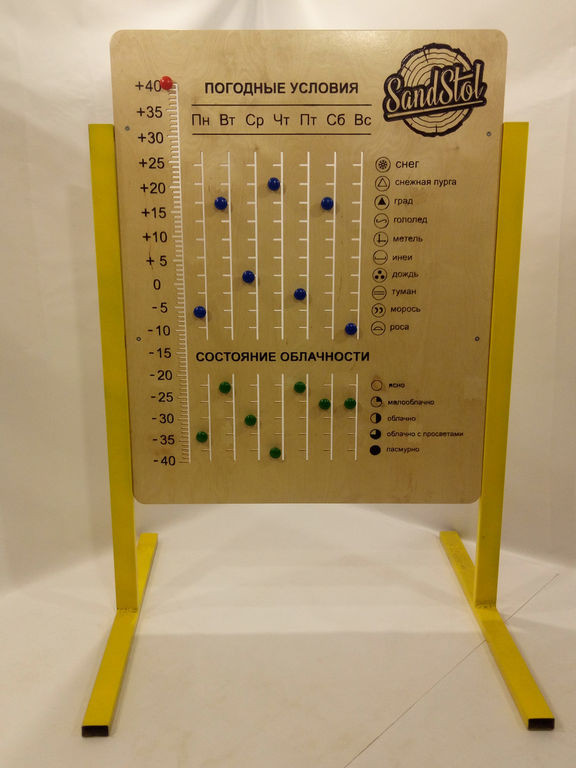 SandStol
ПОГОДНЫЕ УСЛОВИЯ
Пн Вт Ср Чт Пт Сб Вс
+40
+35
+30
+25
+20
+15
+10
+5
0
-5
-10
-15
-20
-25
-30
-35
-40
снег
снежная пурга
град
гололед
метель
иней
дождь
туман
морось
роса
СОСТОЯНИЕ ОБЛАЧНОСТИ
ясно
малооблачно
облачно
облачно с просветами
пасмурно